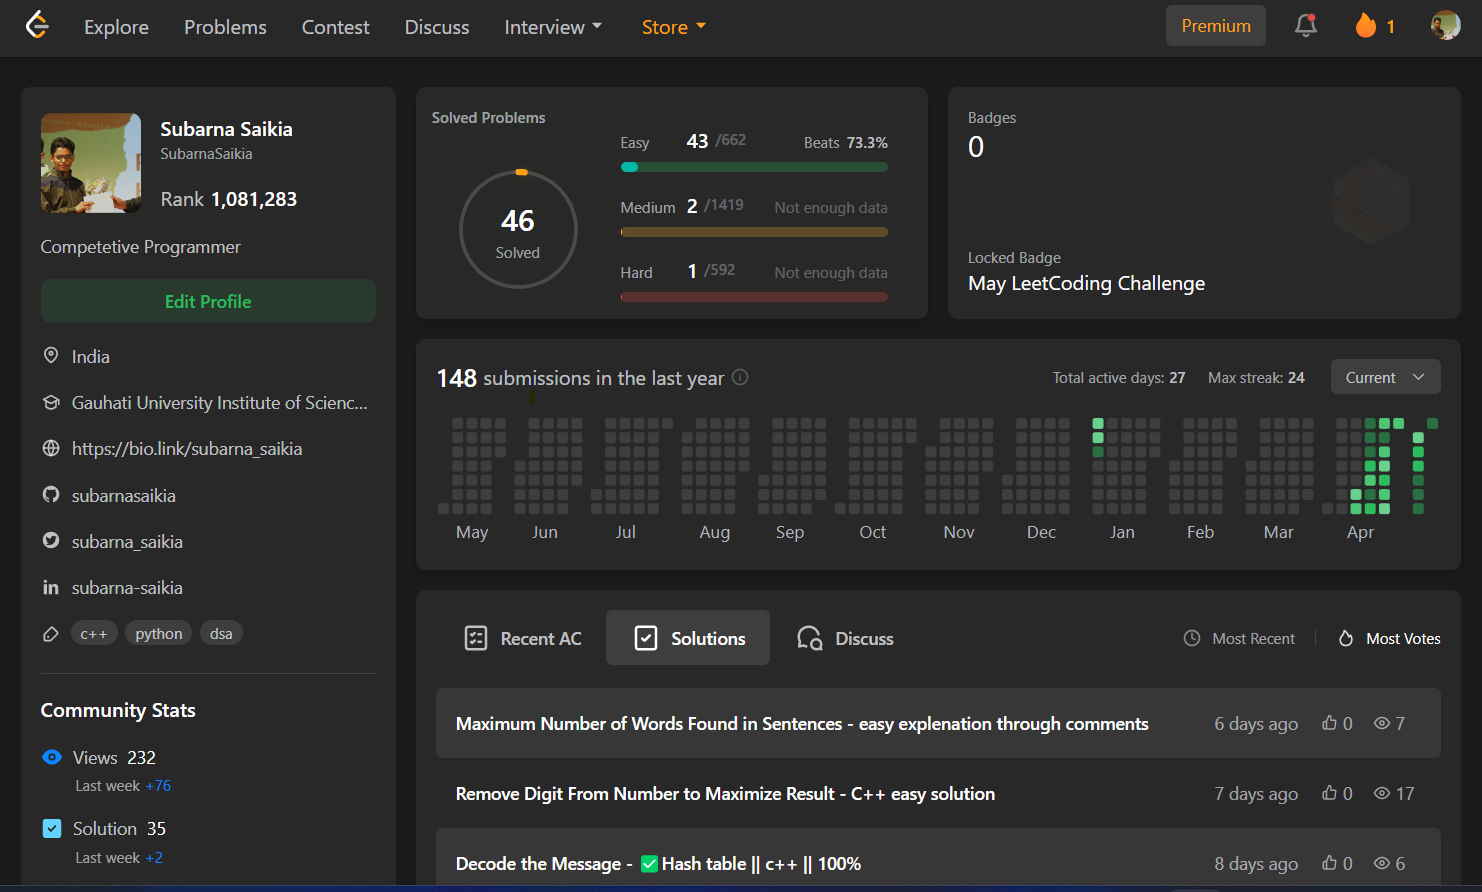 Explore Problems Contest Discuss Interview Store Premium 1
Subarna Saikia
SubarnaSaikia
Rank 1,081,283
Competetive Programmer
Edit Profile
India
Gauhati University Institute of Scienc...
https://bio.link/subarna_saikia
subarnasaikia
subarna_saikia
subarna-saikia
c++ python dsa
Community Stats
Views 232
Last week +76
Solution 35
Last week +2
Solved Problems
46
Solved
Easy 43 /662 Beats 73.3%
Medium 2 /1419 Not enough data
Hard 1 /592 Not enough data
Badges
0
Locked Badge
May LeetCoding Challenge
148 submissions in the last year Total active days: 27 Max streak: 24 Current
May Jun Jul Aug Sep Oct Nov Dec Jan Feb Mar Apr
Recent AC Solutions Discuss Most Recent Most Votes
Maximum Number of Words Found in Sentences - easy explenation through comments 6 days ago 0 7
Remove Digit From Number to Maximize Result - C++ easy solution 7 days ago 0 17
Decode the Message - ✅Hash table || c++ || 100% 8 days ago 0 6